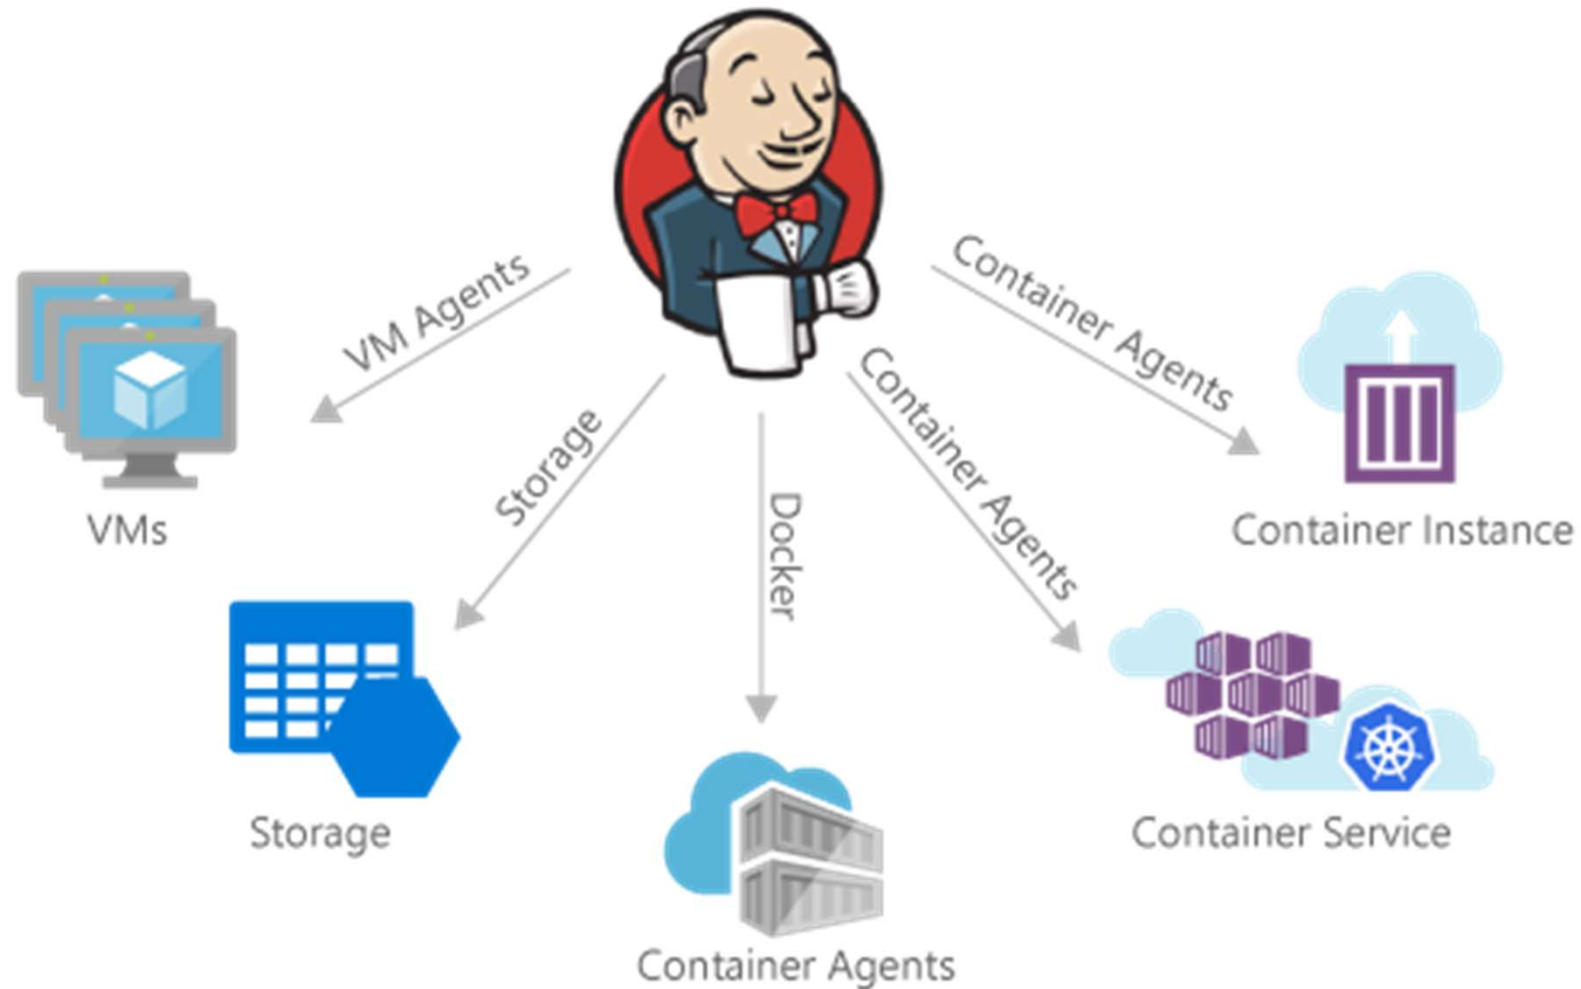 VM Agents
Storage
Docker
Container Agents
Container Agents
VMs
Container Instance
Storage
Container Service
Container Agents